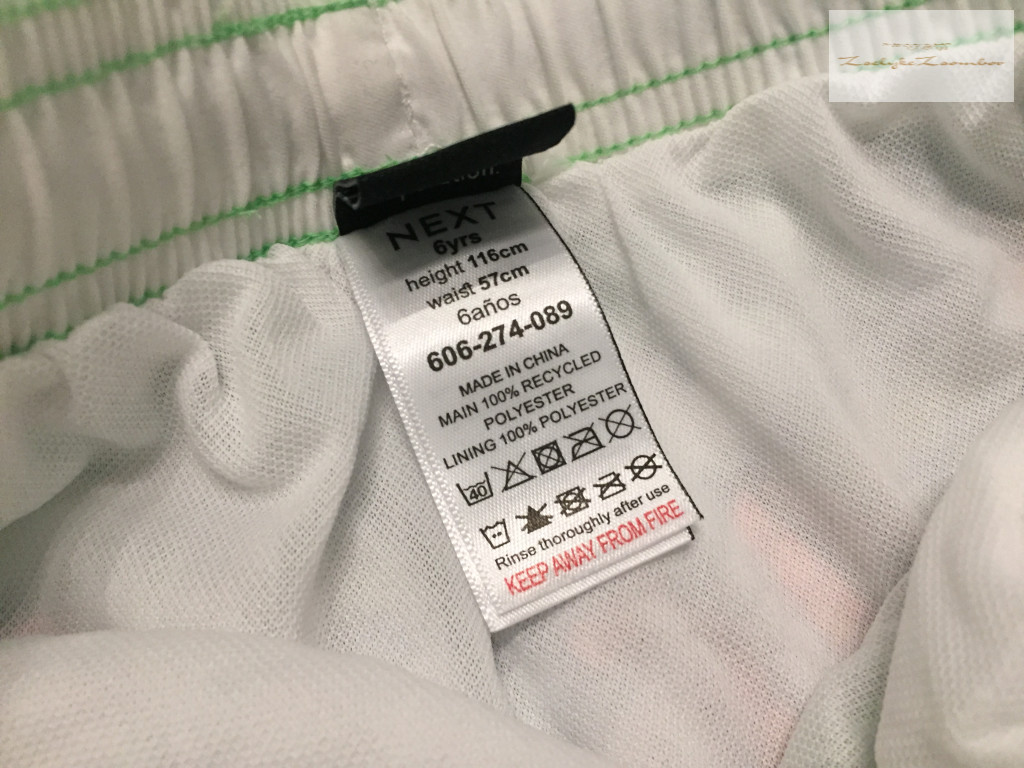 NEXT
6yrs
height 116cm
waist 57cm
6años
606-274-089
MADE IN CHINA
MAIN 100% RECYCLED
POLYESTER
LINING 100% POLYESTER
40
Rinse thoroughly after use
KEEP AWAY FROM FIRE